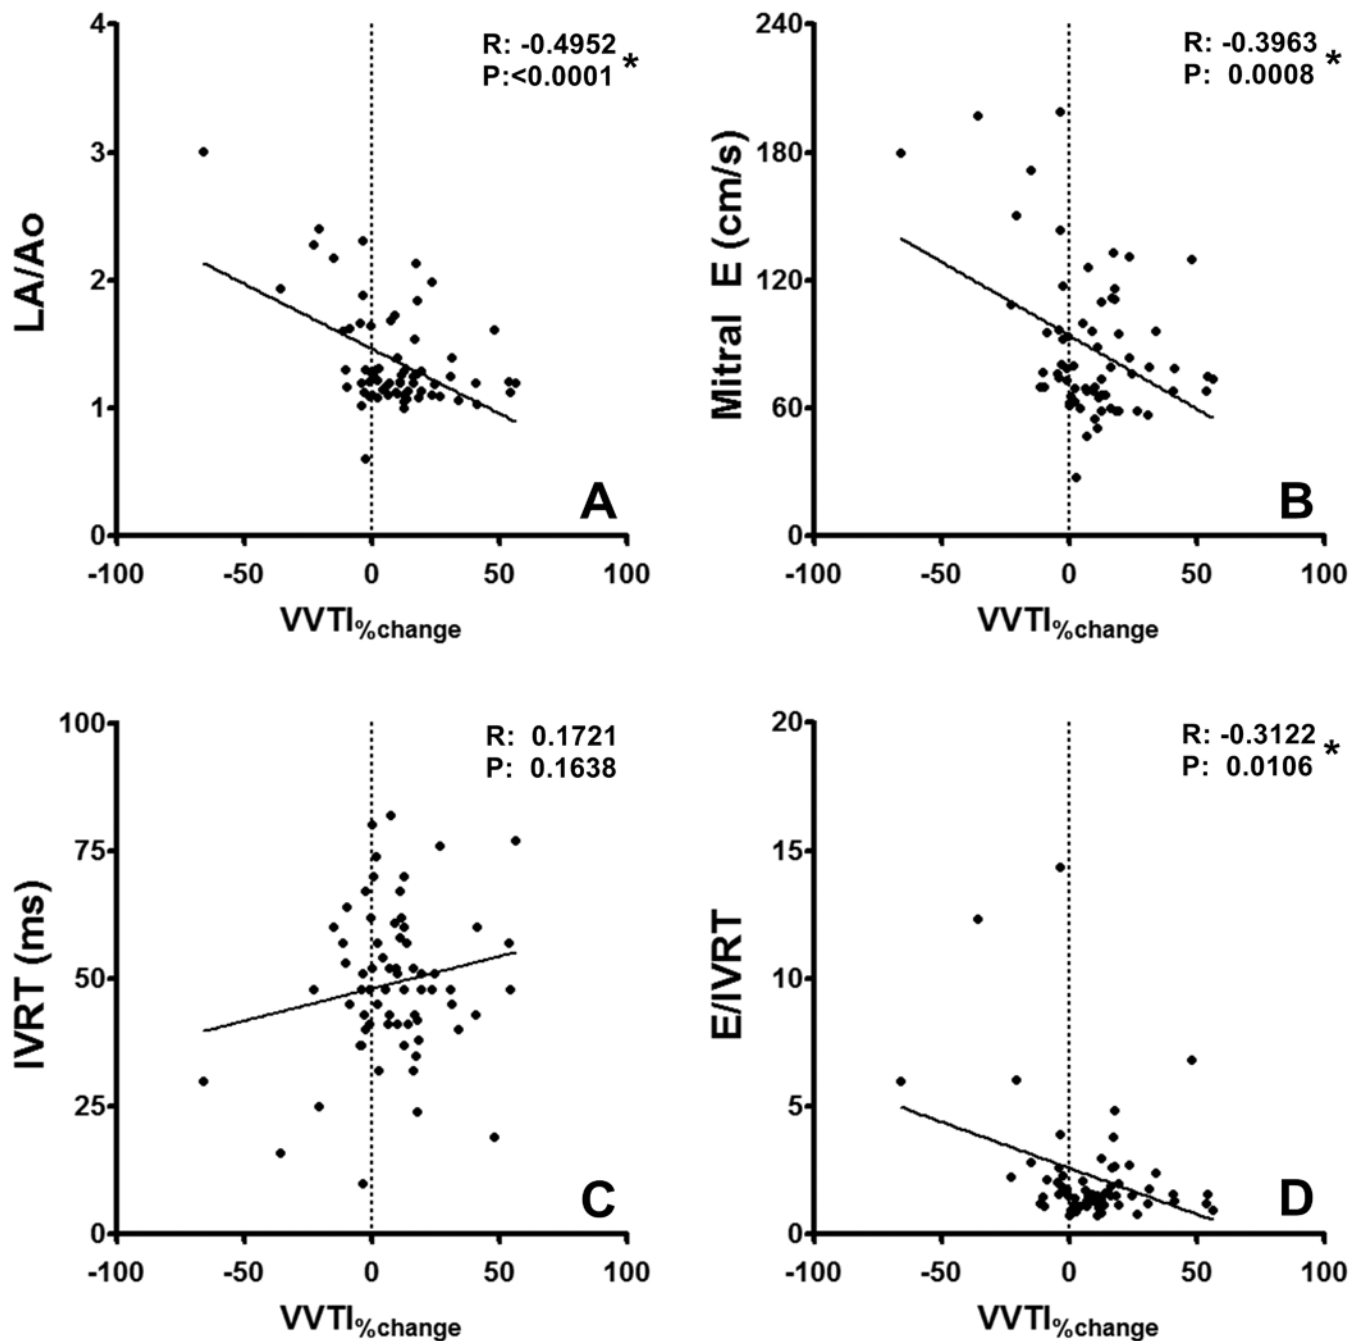 4
3
2
1
0
LA/Ao
R: -0.4952
P:<0.0001 *
A
-100 -50 0 50 100
VVTI%change
240
180
120
60
0
Mitral E (cm/s)
R: -0.3963
P: 0.0008 *
B
-100 -50 0 50 100
VVTI%change
100
75
50
25
0
IVRT (ms)
R: 0.1721
P: 0.1638
C
-100 -50 0 50 100
VVTI%change
20
15
10
5
0
E/IVRT
R: -0.3122
P: 0.0106 *
D
-100 -50 0 50 100
VVTI%change